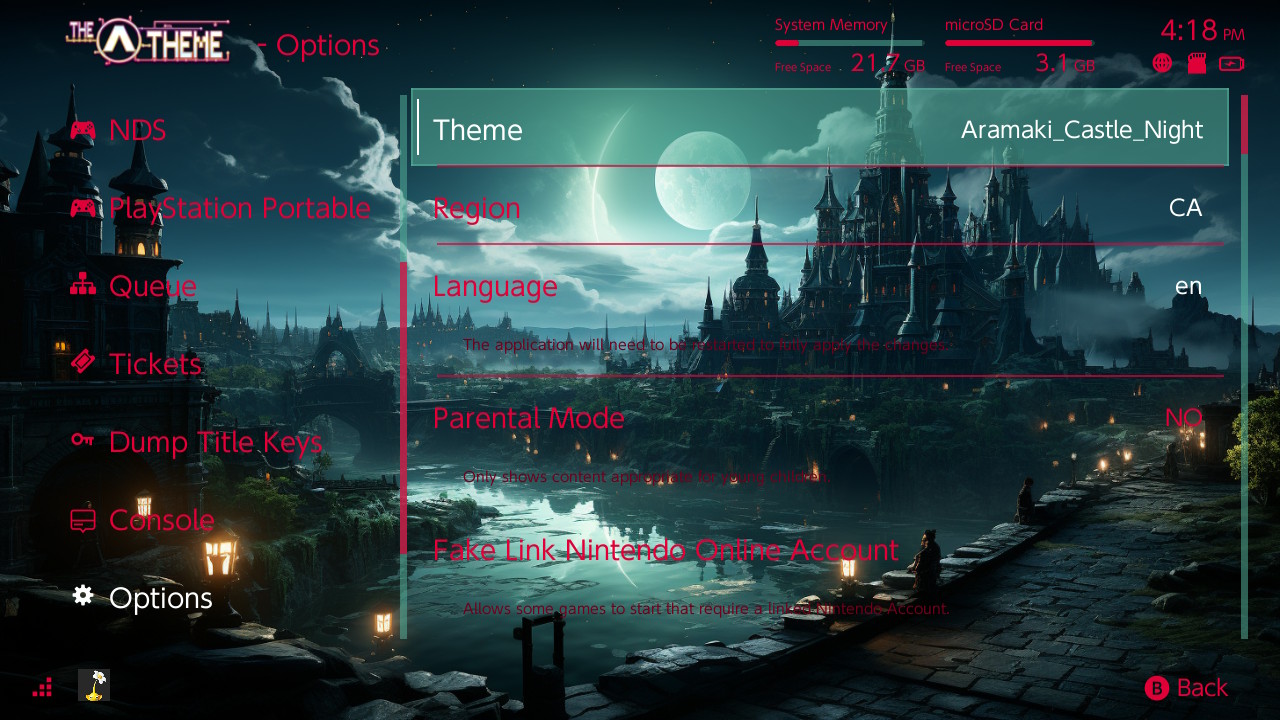 THE A THEME - Options
System Memory
Free Space 21.7 GB
microSD Card
Free Space 3.1 GB
4:18 PM
NDS
PlayStation Portable
Queue
Tickets
Dump Title Keys
Console
Options
Theme Aramaki_Castle_Night
Region CA
Language en
The application will need to be restarted to fully apply the changes.
Parental Mode NO
Only shows content appropriate for young children.
Fake Link Nintendo Online Account
Allows some games to start that require a linked Nintendo Account.
B Back